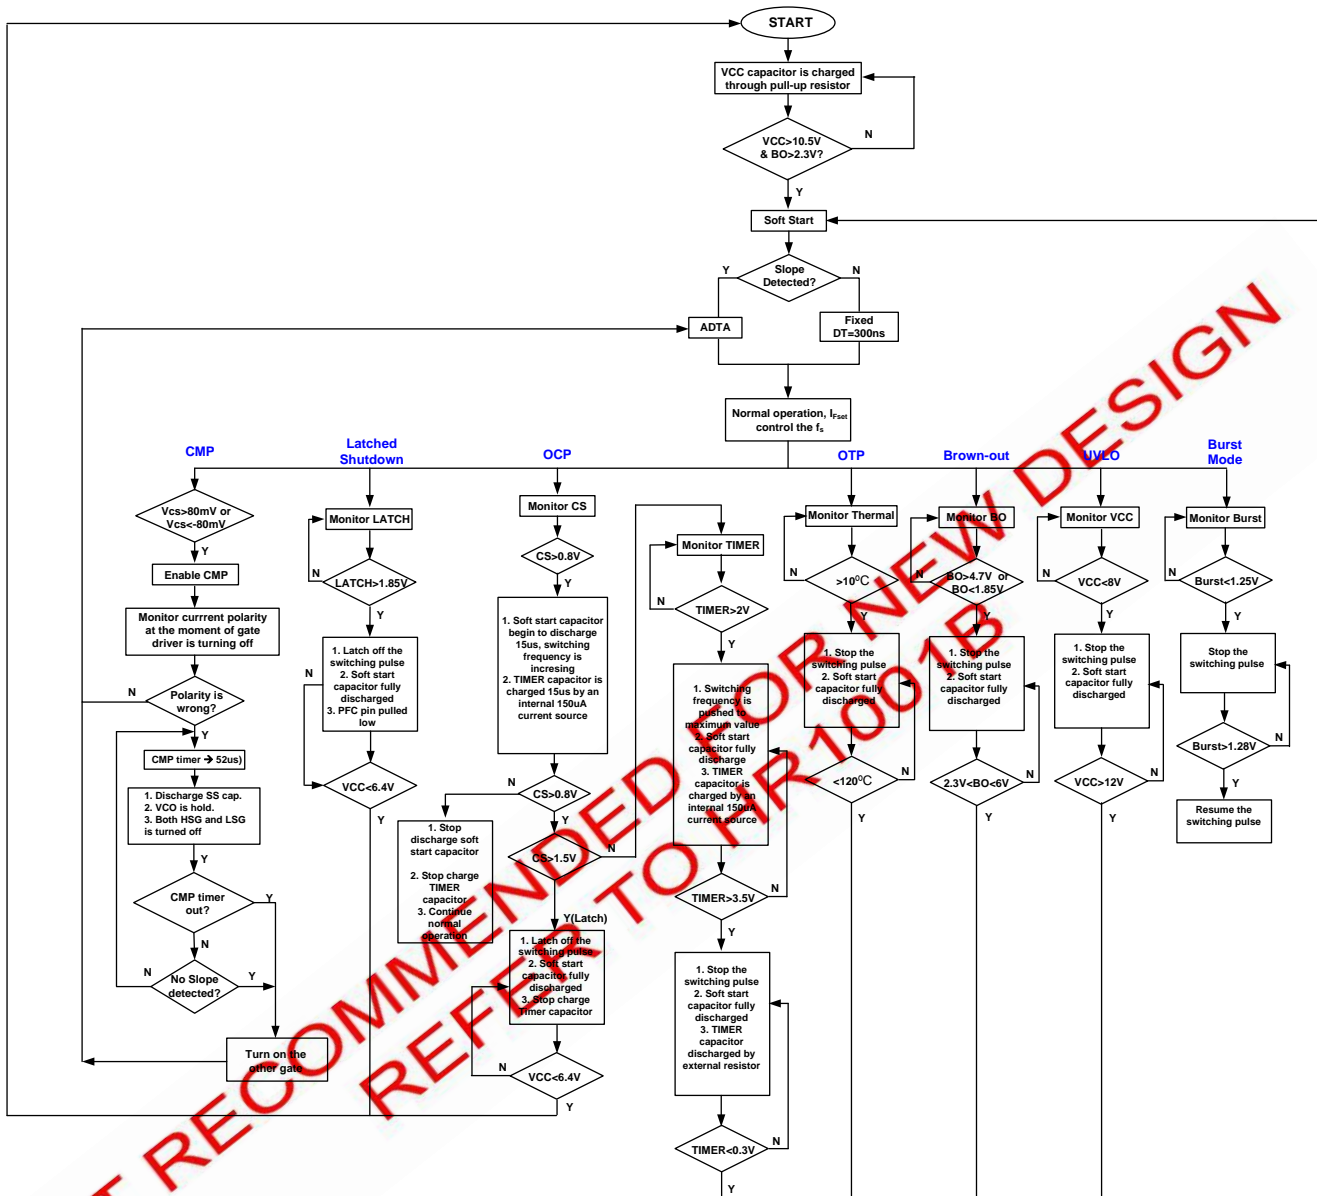 START
VCC capacitor is charged
through pull-up resistor
VCC>10.5V
& BO>2.3V?
N
Y
Soft Start
Y
Slope
Detected?
N
ADTA
Fixed
DT=300ns
Normal operation, IFset
control the fs
CMP
Vcs>80mV or
Vcs<-80mV
Y
Enable CMP
Monitor currrent polarity
at the moment of gate
driver is turning off
N
Polarity is
wrong?
Y
CMP timer → 52us)
1. Discharge SS cap.
2. VCO is hold.
3. Both HSG and LSG
is turned off
Y
CMP timer
out?
Y
N
N
No Slope
detected?
Y
Turn on the
other gate
Latched
Shutdown
Monitor LATCH
N
LATCH>1.85V
Y
1. Latch off the
switching pulse
2. Soft start
capacitor fully
discharged
3. PFC pin pulled
low
N
VCC<6.4V
Y
OCP
Monitor CS
CS>0.8V
Y
1. Soft start capacitor
begin to discharge
15us, switching
frequency is
incresing
2. TIMER capacitor is
charged 15us by an
internal 150uA
current source
N
CS>0.8V
Y
1. Stop
discharge soft
start capacitor
2. Stop charge
TIMER
capacitor
3. Continue
normal
operation
CS>1.5V
N
Y(Latch)
1. Latch off the
switching pulse
2. Soft start
capacitor fully
discharged
3. Stop charge
Timer capacitor
N
VCC<6.4V
Y
Monitor TIMER
N
TIMER>2V
Y
1. Switching
frequency is
pushed to
maximum value
2. Soft start
capacitor fully
discharge
3. TIMER
capacitor is
charged by an
internal 150uA
current source
TIMER>3.5V
N
Y
1. Stop the
switching pulse
2. Soft start
capacitor fully
discharged
3. TIMER
capacitor
discharged by
external resistor
TIMER<0.3V
N
Y
OTP
Monitor Thermal
N
>10⁰C
Y
1. Stop the
switching pulse
2. Soft start
capacitor fully
discharged
<120⁰C
N
Y
Brown-out
Monitor BO
N
BO>4.7V or
BO<1.85V
Y
1. Stop the
switching pulse
2. Soft start
capacitor fully
discharged
2.3V<BO<6V
N
Y
UVLO
Monitor VCC
N
VCC<8V
Y
1. Stop the
switching pulse
2. Soft start
capacitor fully
discharged
VCC>12V
N
Y
Burst
Mode
Monitor Burst
N
Burst<1.25V
Y
Stop the
switching pulse
Burst>1.28V
N
Y
Resume the
switching pulse
RECOMMENDED FOR NEW DESIGN
REFER TO HR1001B